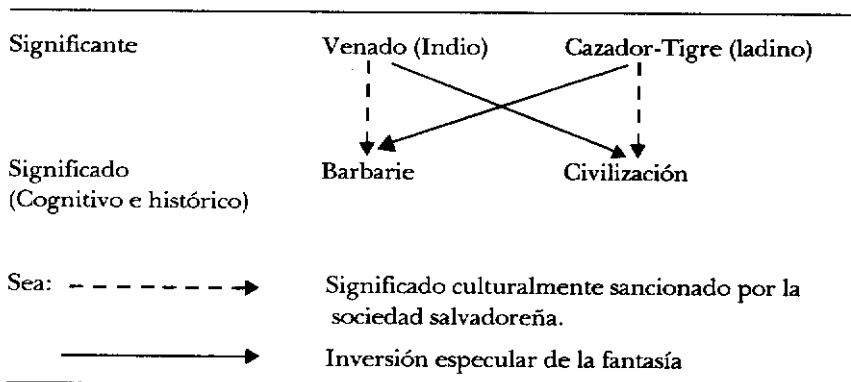 Significante Venado (Indio) Cazador-Tigre (ladino)
Significado Barbarie Civilización
(Cognitivo e histórico)
Sea: Significado culturalmente sancionado por la
sociedad salvadoreña.
Inversión especular de la fantasía